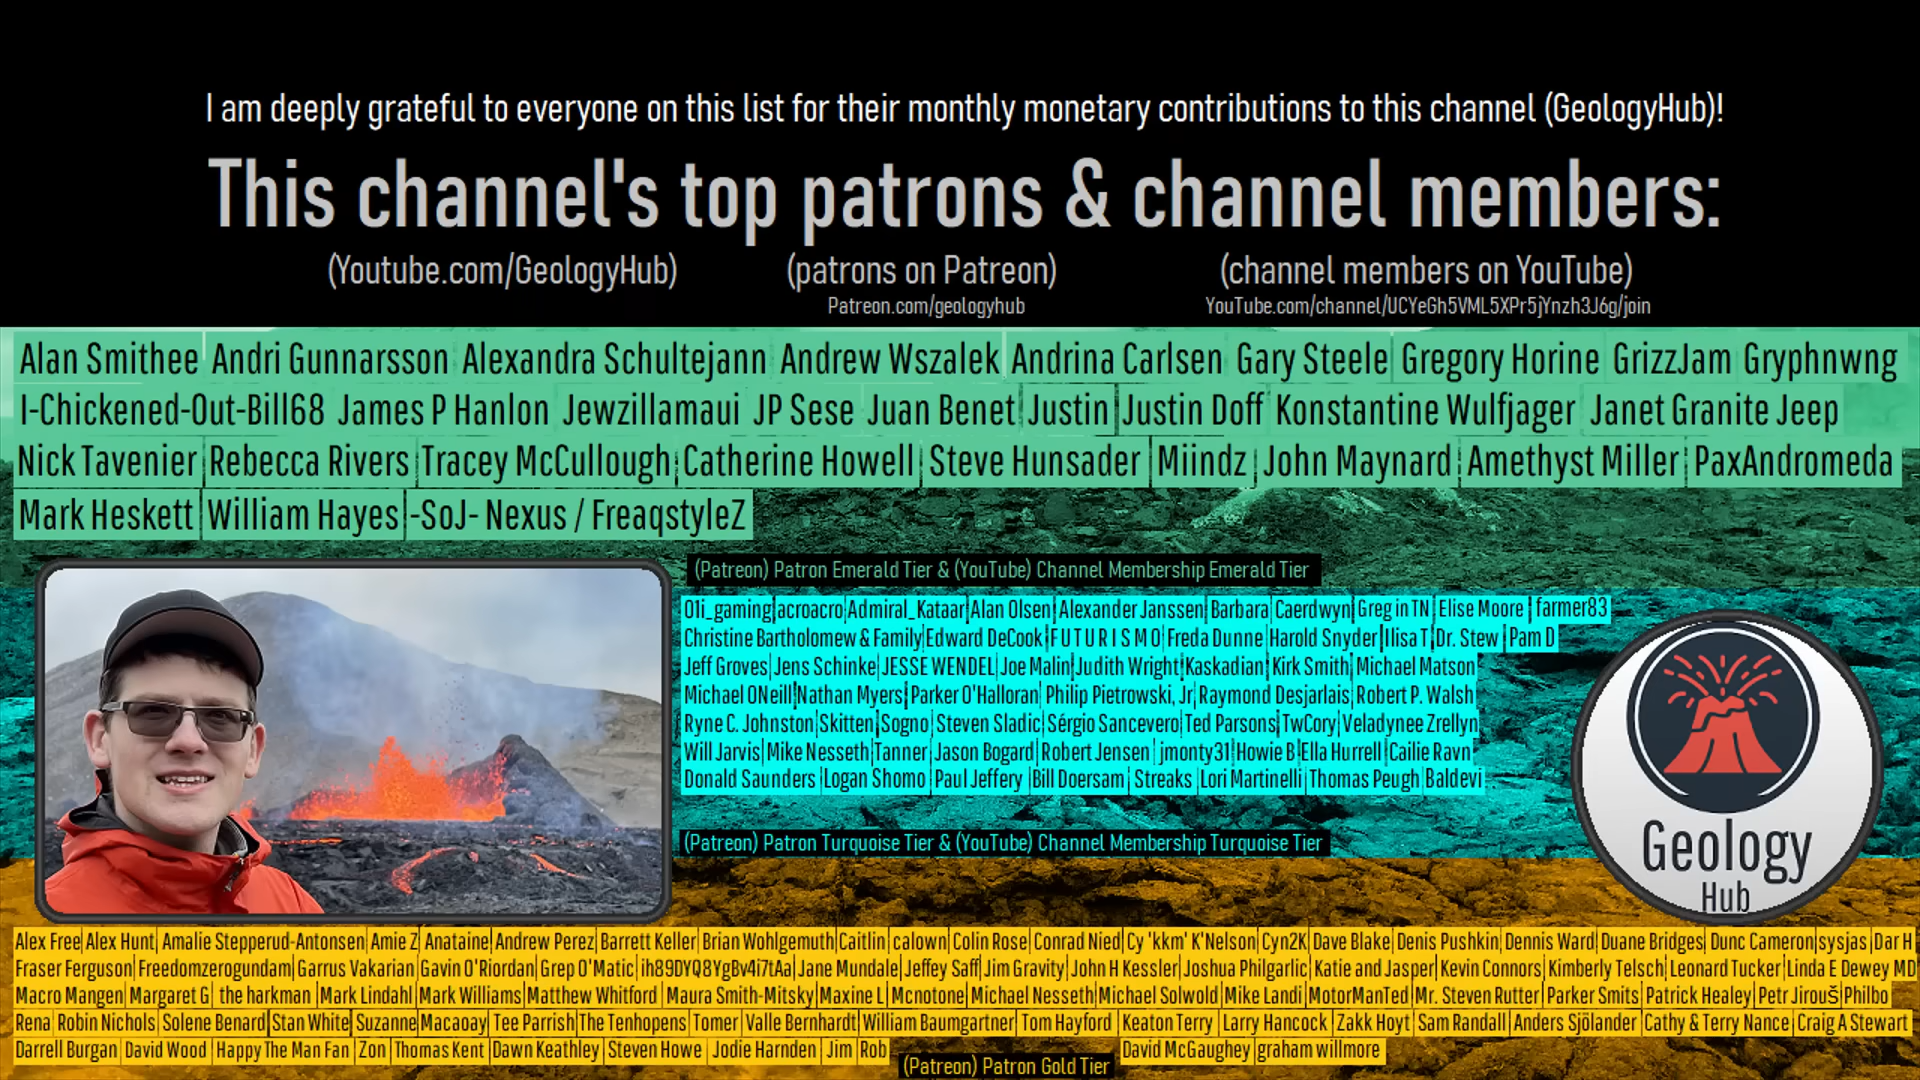 I am deeply grateful to everyone on this list for their monthly monetary contributions to this channel (GeologyHub)!
This channel's top patrons & channel members:
(Youtube.com/GeologyHub) (patrons on Patreon) (channel members on YouTube)
Patreon.com/geologyhub YouTube.com/channel/UCYeGh5VML5XPr5jYnzh3J6g/join
Alan Smithee Andri Gunnarsson Alexandra Schultejann Andrew Wszalek Andrina Carlsen Gary Steele Gregory Horine GrizzJam Gryphnwng
I-Chickened-Out-Bill68 James P Hanlon Jewzillamaui JP Sese Juan Benet Justin Justin Doff Konstantine Wulfjager Janet Granite Jeep
Nick Tavenier Rebecca Rivers Tracey McCullough Catherine Howell Steve Hunsader Miindz John Maynard Amethyst Miller PaxAndromeda
Mark Heskett William Hayes -SoJ- Nexus / FreaqstyleZ
(Patreon) Patron Emerald Tier & (YouTube) Channel Membership Emerald Tier
O1i_gaming acroacro Admiral_Kataar Alan Olsen Alexander Janssen Barbara Caerdwyn Greg in TN Elise Moore farmer83
Christine Bartholomew & Family Edward DeCook F U T U R I S M O Freda Dunne Harold Snyder Ilisa T Dr. Stew Pam D
Jeff Groves Jens Schinke JESSE WENDEL Joe Malin Judith Wright Kaskadian Kirk Smith Michael Matson
Michael ONeill Nathan Myers Parker O'Halloran Philip Pietrowski, Jr Raymond Desjarlais Robert P. Walsh
Ryne C. Johnston Skitten Sogno Steven Sladic Sérgio Sancevero Ted Parsons TwCory Veladynee Zrellyn
Will Jarvis Mike Nesseth Tanner Jason Bogard Robert Jensen jmonty31 Howie B Ella Hurrell Cailie Ravn
Donald Saunders Logan Shomo Paul Jeffery Bill Doersam Streaks Lori Martinelli Thomas Peugh Baldevi
(Patreon) Patron Turquoise Tier & (YouTube) Channel Membership Turquoise Tier
Geology
Hub
Alex Free Alex Hunt Amalie Stepperud-Antonsen Amie Z Anataine Andrew Perez Barrett Keller Brian Wohlgemuth Caitlin calown Colin Rose Conrad Nied Cy 'kkm' K'Nelson Cyn2K Dave Blake Denis Pushkin Dennis Ward Duane Bridges Dunc Cameron sysjas Dar H
Fraser Ferguson Freedomzerogundam Garrus Vakarian Gavin O'Riordan Grep O'Matic ih89DYQ8YgBv4i7tAa Jane Mundale Jeffey Saff Jim Gravity John H Kessler Joshua Philgarlic Katie and Jasper Kevin Connors Kimberly Telsch Leonard Tucker Linda E Dewey MD
Macro Mangen Margaret G the harkman Mark Lindahl Mark Williams Matthew Whitford Maura Smith-Mitsky Maxine L Mcnotone Michael Nesseth Michael Solwold Mike Landi MotorManTed Mr. Steven Rutter Parker Smits Patrick Healey Petr Jirouš Philbo
Rena Robin Nichols Solene Benard Stan White Suzanne Macaoay Tee Parrish The Tenhopens Tomer Valle Bernhardt William Baumgartner Tom Hayford Keaton Terry Larry Hancock Zakk Hoyt Sam Randall Anders Sjölander Cathy & Terry Nance Craig A Stewart
Darrell Burgan David Wood Happy The Man Fan Zon Thomas Kent Dawn Keathley Steven Howe Jodie Harnden Jim Rob David McGaughey graham willmore
(Patreon) Patron Gold Tier